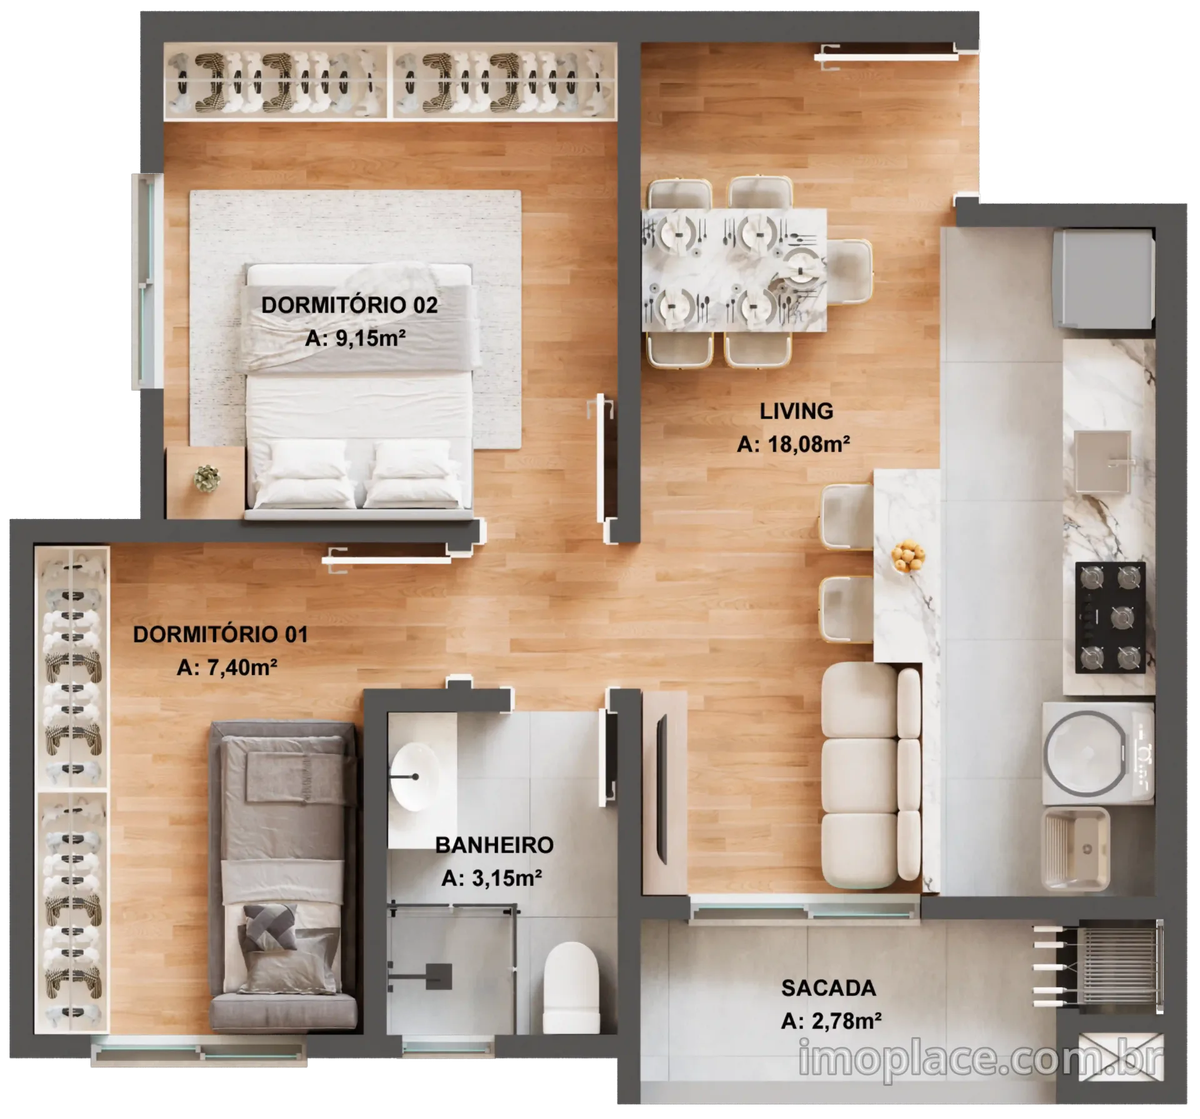 DORMITÓRIO 02
A: 9,15m²
LIVING
A: 18,08m²
DORMITÓRIO 01
A: 7,40m²
BANHEIRO
A: 3,15m²
SACADA
A: 2,78m²
imoplace.com.br